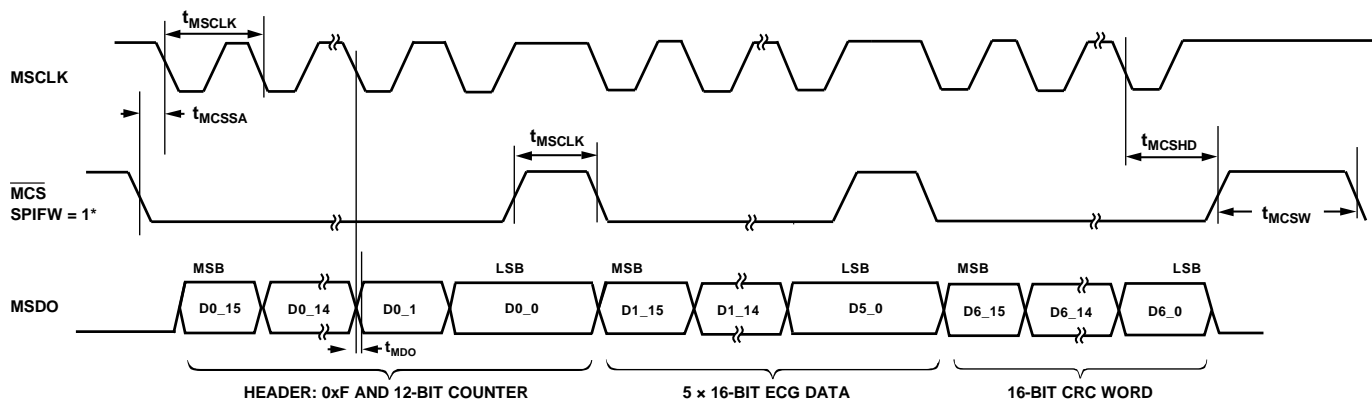 tMSCLK
MSCLK
tMCSSA
tMSCLK
tMCSHD
MCS
SPIFW = 1*
tMCSW
MSB LSB MSB LSB MSB LSB
MSDO
D0_15 D0_14 D0_1 D0_0 D1_15 D1_14 D5_0 D6_15 D6_14 D6_0
tMDO
HEADER: 0xF AND 12-BIT COUNTER 5 × 16-BIT ECG DATA 16-BIT CRC WORD